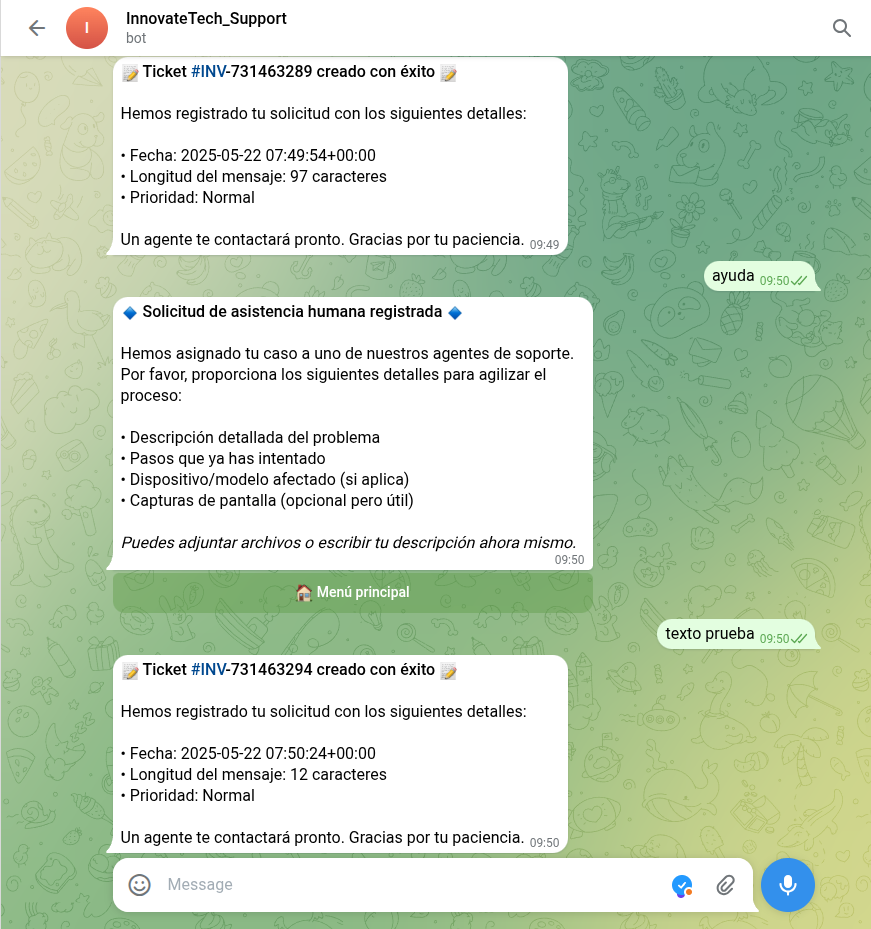 I
InnovateTech_Support
bot
📝 Ticket #INV-731463289 creado con éxito 📝
Hemos registrado tu solicitud con los siguientes detalles:
• Fecha: 2025-05-22 07:49:54+00:00
• Longitud del mensaje: 97 caracteres
• Prioridad: Normal
Un agente te contactará pronto. Gracias por tu paciencia. 09:49
ayuda 09:50
🔹 Solicitud de asistencia humana registrada 🔹
Hemos asignado tu caso a uno de nuestros agentes de soporte.
Por favor, proporciona los siguientes detalles para agilizar el
proceso:
• Descripción detallada del problema
• Pasos que ya has intentado
• Dispositivo/modelo afectado (si aplica)
• Capturas de pantalla (opcional pero útil)
Puedes adjuntar archivos o escribir tu descripción ahora mismo.
09:50
🏠 Menú principal
texto prueba 09:50
📝 Ticket #INV-731463294 creado con éxito 📝
Hemos registrado tu solicitud con los siguientes detalles:
• Fecha: 2025-05-22 07:50:24+00:00
• Longitud del mensaje: 12 caracteres
• Prioridad: Normal
Un agente te contactará pronto. Gracias por tu paciencia. 09:50
Message